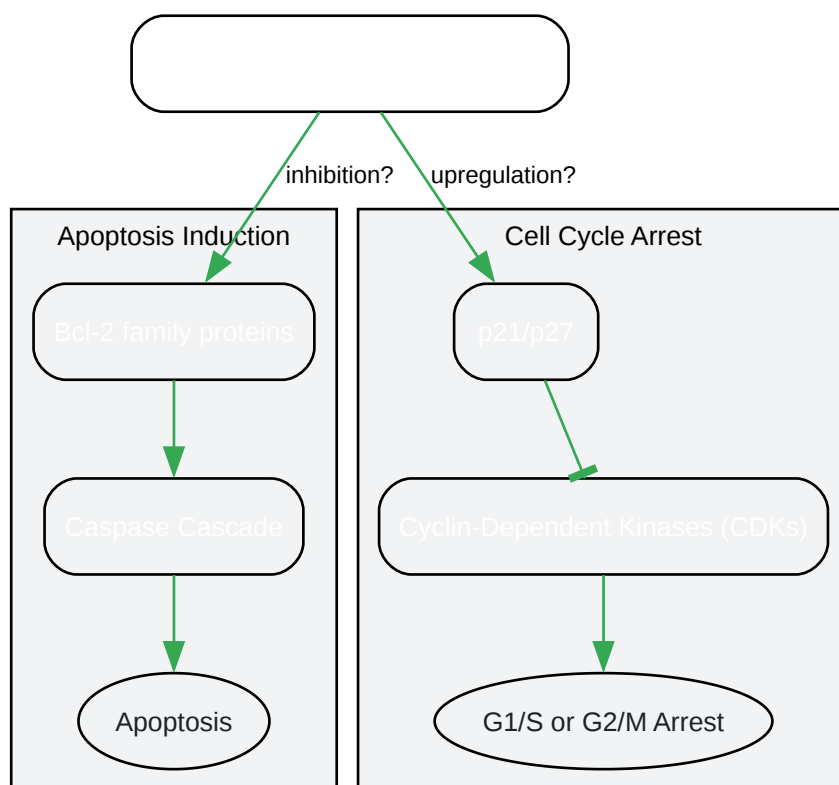 inhibition?
upregulation?
Apoptosis Induction
Cell Cycle Arrest
Bcl-2 family proteins
p21/p27
Caspase Cascade
Cyclin-Dependent Kinases (CDKs)
Apoptosis
G1/S or G2/M Arrest